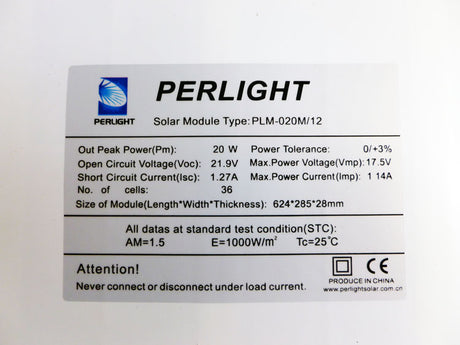 PERLIGHT
PERLIGHT
Solar Module Type:PLM-020M/12
Out Peak Power(Pm): 20 W Power Tolerance: 0/+3%
Open Circuit Voltage(Voc): 21.9V Max.Power Voltage(Vmp): 17.5V
Short Circuit Current(Isc): 1.27A Max.Power Current(Imp): 1 14A
No. of cells: 36
Size of Module(Length*Width*Thickness): 624*285*28mm
All datas at standard test condition(STC):
AM=1.5 E=1000W/m² Tc=25℃
Attention!
Never connect or disconnect under load current.
CE
PRODUCE IN CHINA
www.perlightsolar.com.cn